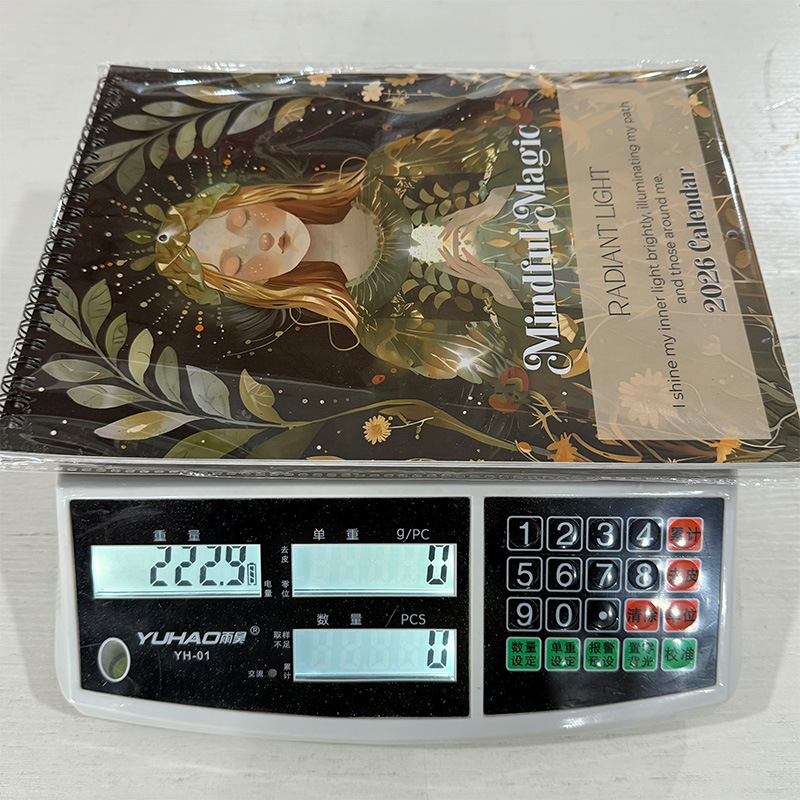 Mindful Magic
RADIANT LIGHT
I shine my inner light brightly, illuminating my path
and those around me.
2026 Calendar
重量
222.9
电量
去皮
零位
单重 g/PC
0
数量 / PCS
0
取样不足
累计
交流
YUHAO雨昊®
YH-01
1 2 3 4 累计
5 6 7 8 去皮
9 0 . 清除
数量设定 单重设定 报警预设 校准